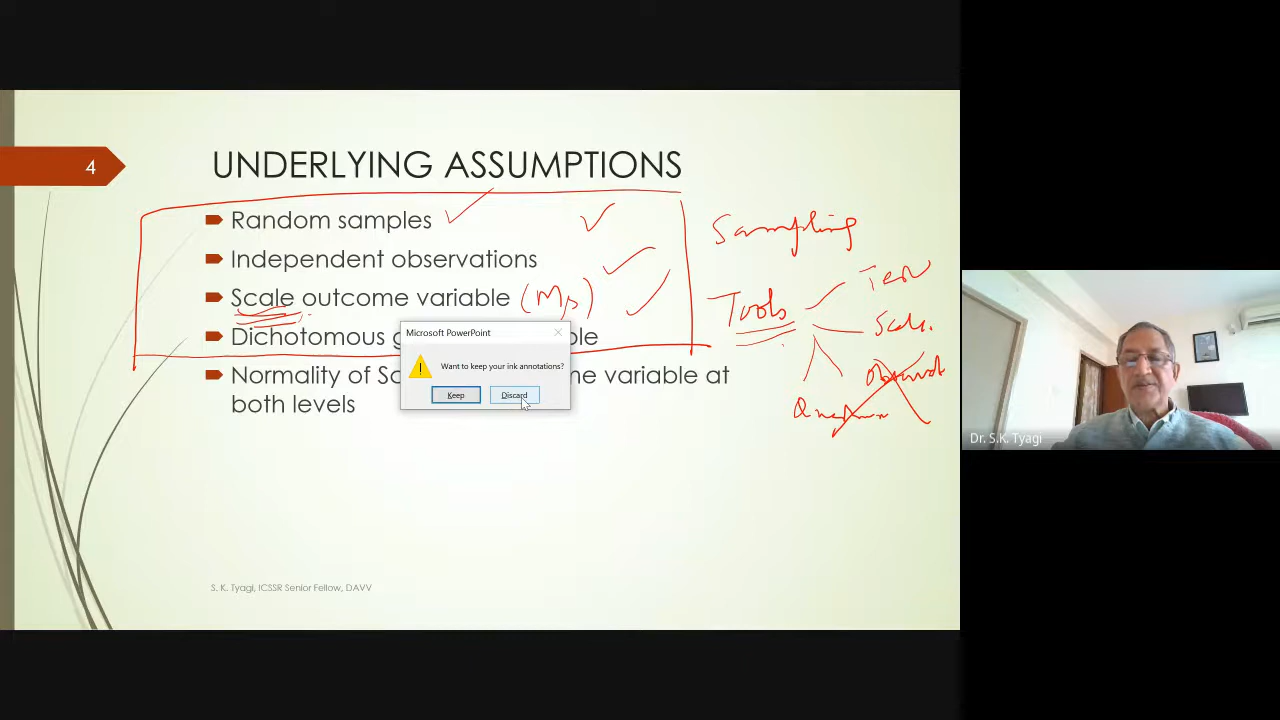 4
UNDERLYING ASSUMPTIONS
Random samples
Independent observations
Scale outcome variable (
Dichotomous g ble
Normality of Sc me variable at
both levels
Microsoft PowerPoint
Want to keep your ink annotations?
Keep
Discard
Sampling
Tools
Test
Scale.
S. K. Tyagi, ICSSR Senior Fellow, DAVV
Dr. S.K. Tyagi